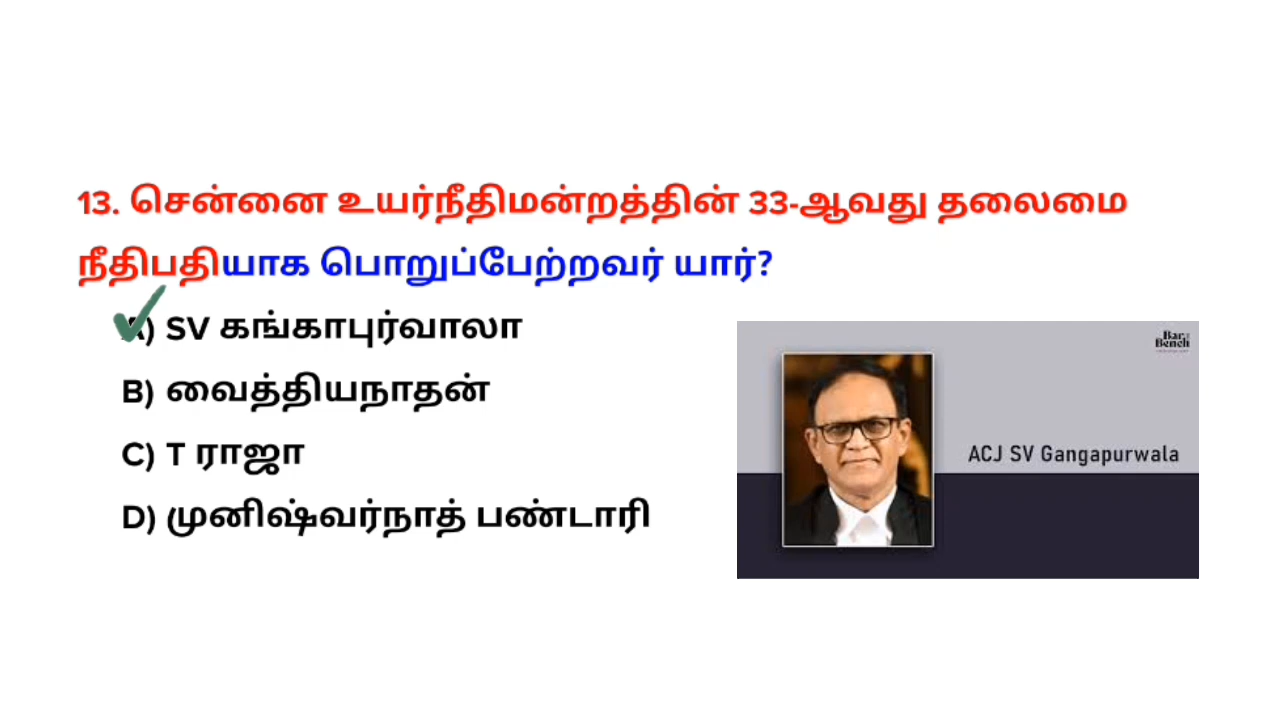 13. சென்னை உயர்நீதிமன்றத்தின் 33-ஆவது தலைமை
நீதிபதியாக பொறுப்பேற்றவர் யார்?
A) SV கங்காபுர்வாலா
B) வைத்தியநாதன்
C) T ராஜா
D) முனிஷ்வர்நாத் பண்டாரி
Bar &
Bench
ACJ SV Gangapurwala